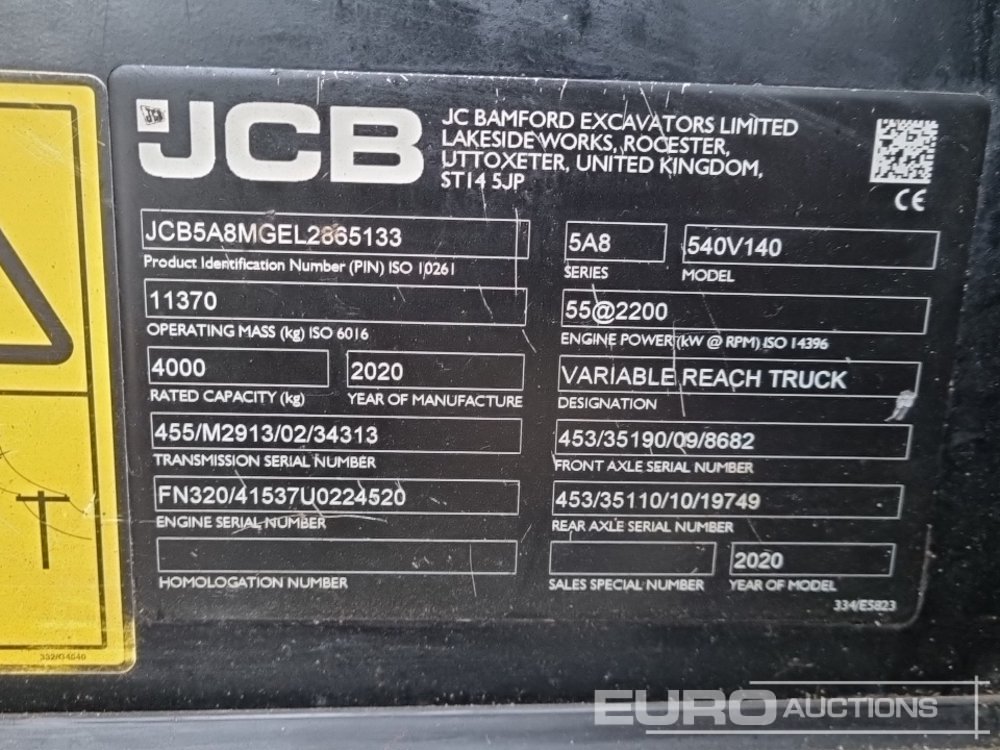 JCB
JC BAMFORD EXCAVATORS LIMITED
LAKESIDE WORKS, ROCESTER,
UTTOXETER, UNITED KINGDOM,
ST14 5JP
CE
JCB5A8MGEL2865133
Product Identification Number (PIN) ISO 10261
5A8
SERIES
540V140
MODEL
11370
OPERATING MASS (kg) ISO 6016
55@2200
ENGINE POWER (kW @ RPM) ISO 14396
4000
RATED CAPACITY (kg)
2020
YEAR OF MANUFACTURE
VARIABLE REACH TRUCK
DESIGNATION
455/M2913/02/34313
TRANSMISSION SERIAL NUMBER
453/35190/09/8682
FRONT AXLE SERIAL NUMBER
FN320/41537U0224520
ENGINE SERIAL NUMBER
453/35110/10/19749
REAR AXLE SERIAL NUMBER
HOMOLOGATION NUMBER
SALES SPECIAL NUMBER
2020
YEAR OF MODEL
334/E5823
332/G4640
EURO AUCTIONS